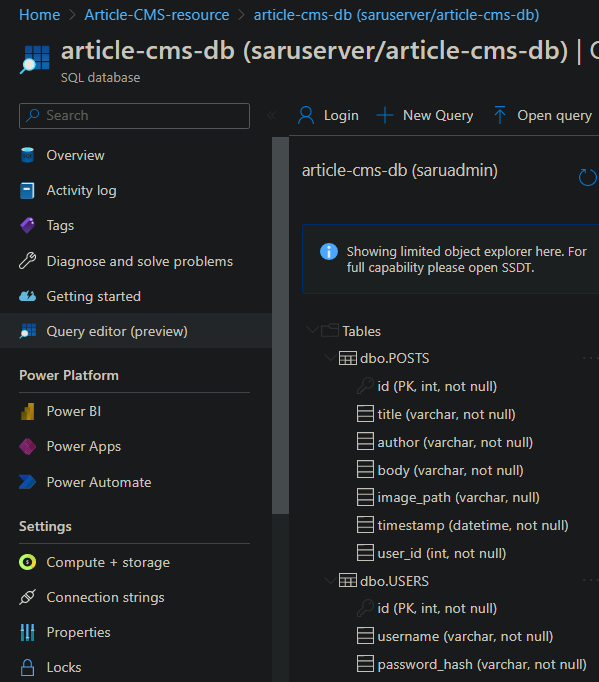 Home > Article-CMS-resource > article-cms-db (saruserver/article-cms-db)
article-cms-db (saruserver/article-cms-db) |
SQL database
Search
«
Overview
Activity log
Tags
Diagnose and solve problems
Getting started
Query editor (preview)
Power Platform
Power BI
Power Apps
Power Automate
Settings
Compute + storage
Connection strings
Properties
Locks
Login
New Query
Open query
article-cms-db (saruadmin)
Showing limited object explorer here. For
full capability please open SSDT.
Tables
dbo.POSTS
id (PK, int, not null)
title (varchar, not null)
author (varchar, not null)
body (varchar, not null)
image_path (varchar, null)
timestamp (datetime, not null)
user_id (int, not null)
dbo.USERS
id (PK, int, not null)
username (varchar, not null)
password_hash (varchar, not null)